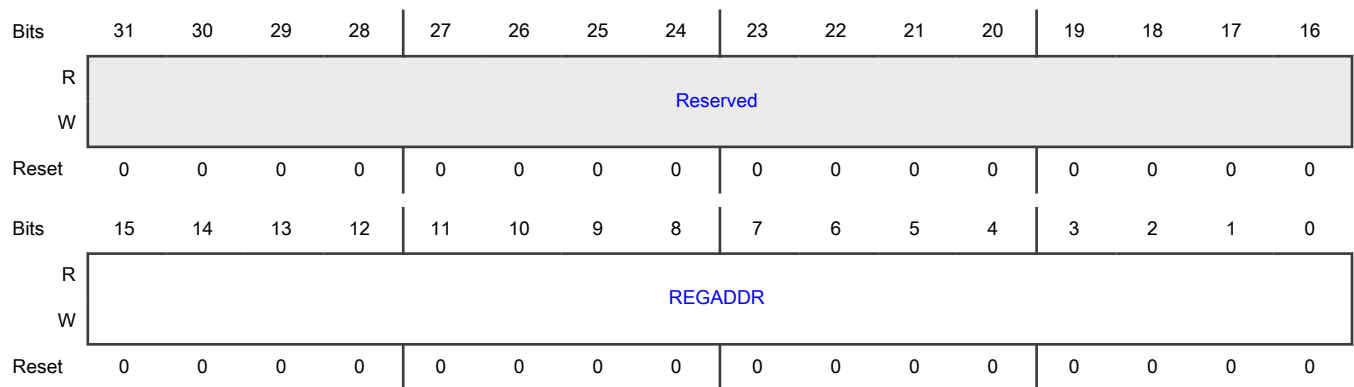 Bits 31 30 29 28 27 26 25 24 23 22 21 20 19 18 17 16
R
Reserved
W
Reset 0 0 0 0 0 0 0 0 0 0 0 0 0 0 0 0
Bits 15 14 13 12 11 10 9 8 7 6 5 4 3 2 1 0
R
REGADDR
W
Reset 0 0 0 0 0 0 0 0 0 0 0 0 0 0 0 0